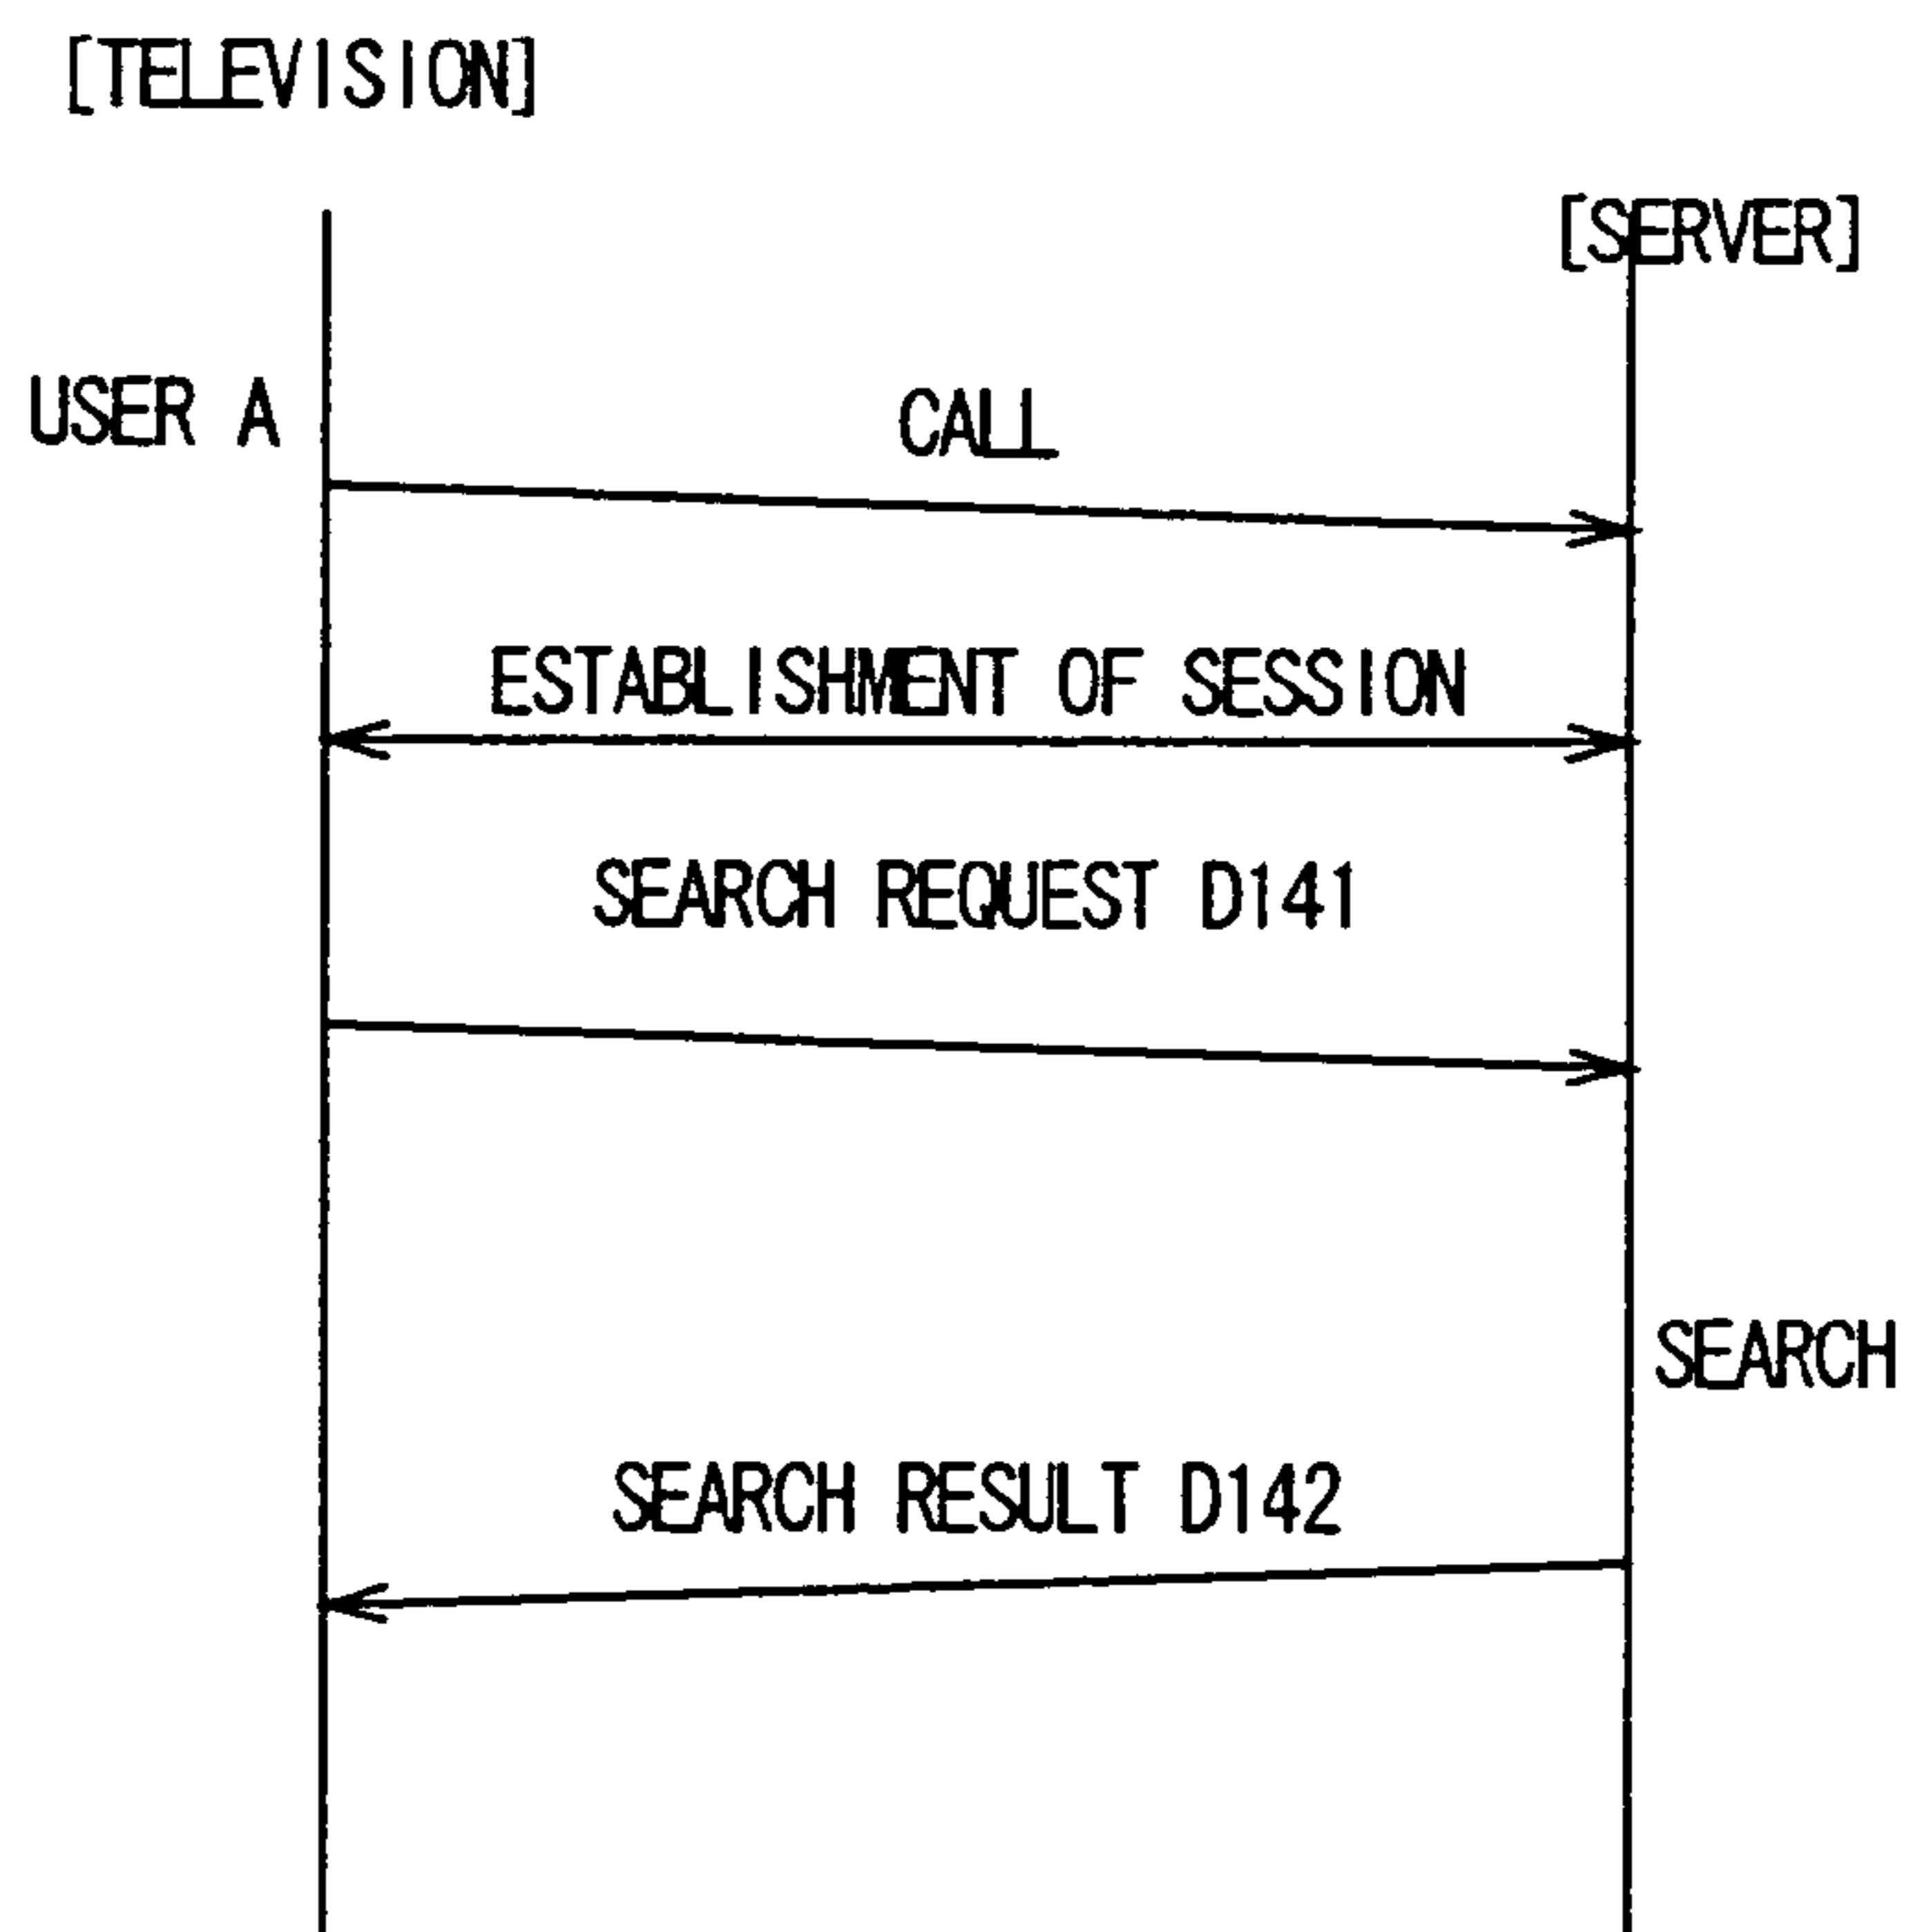 [TELEVISION]
[SERVER]
USER A
CALL
ESTABLISHMENT OF SESSION
SEARCH REQUEST D141
SEARCH
SEARCH RESULT D142